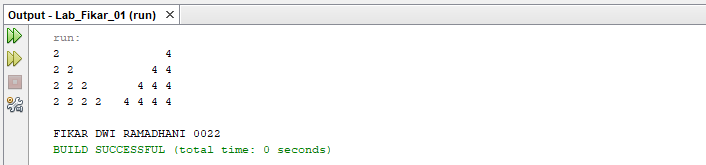 Output - Lab_Fikar_01 (run)
run:
2               4
2 2           4 4
2 2 2       4 4 4
2 2 2 2   4 4 4 4
FIKAR DWI RAMADHANI 0022
BUILD SUCCESSFUL (total time: 0 seconds)